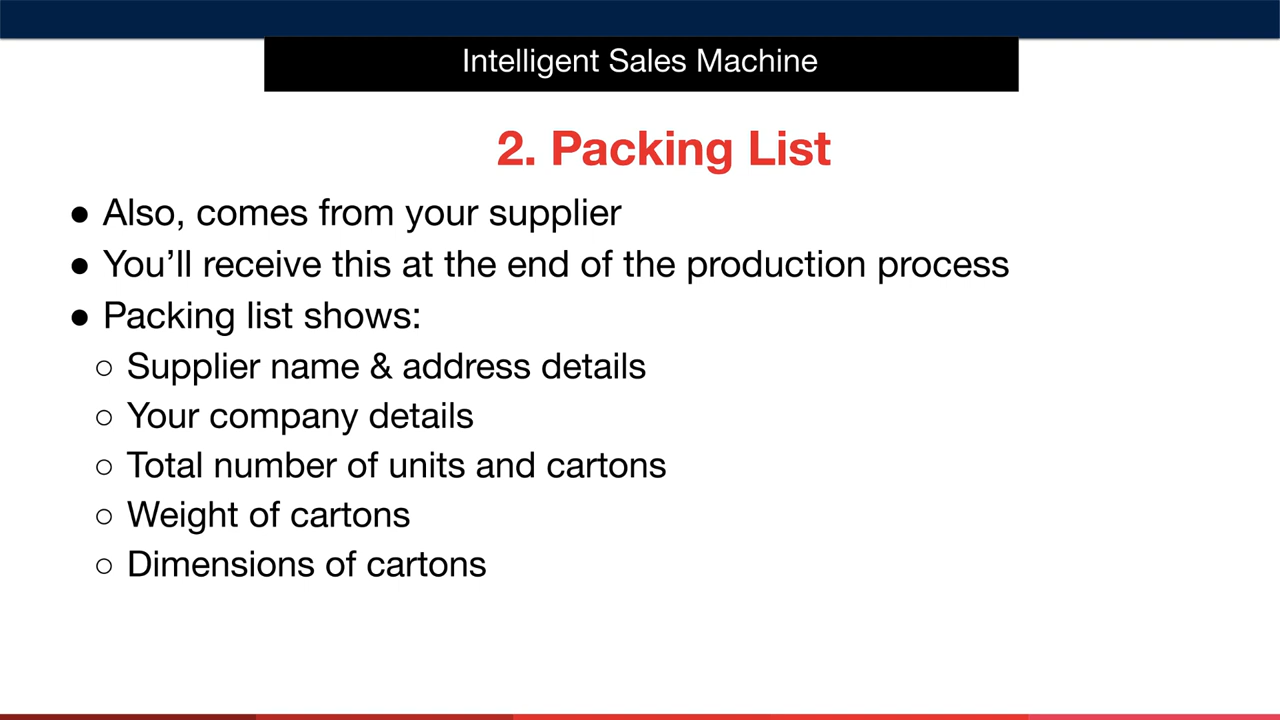 Intelligent Sales Machine
2. Packing List
● Also, comes from your supplier
● You’ll receive this at the end of the production process
● Packing list shows:
○ Supplier name & address details
○ Your company details
○ Total number of units and cartons
○ Weight of cartons
○ Dimensions of cartons